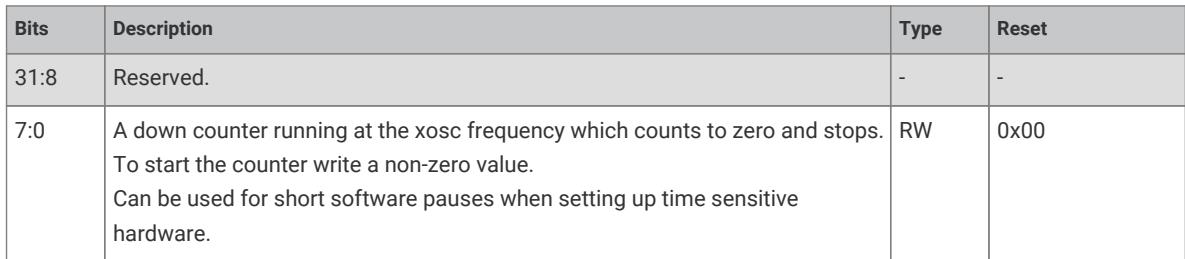 Bits Description Type Reset
31:8 Reserved. - -
7:0 A down counter running at the xosc frequency which counts to zero and stops. RW 0x00
To start the counter write a non-zero value.
Can be used for short software pauses when setting up time sensitive
hardware.